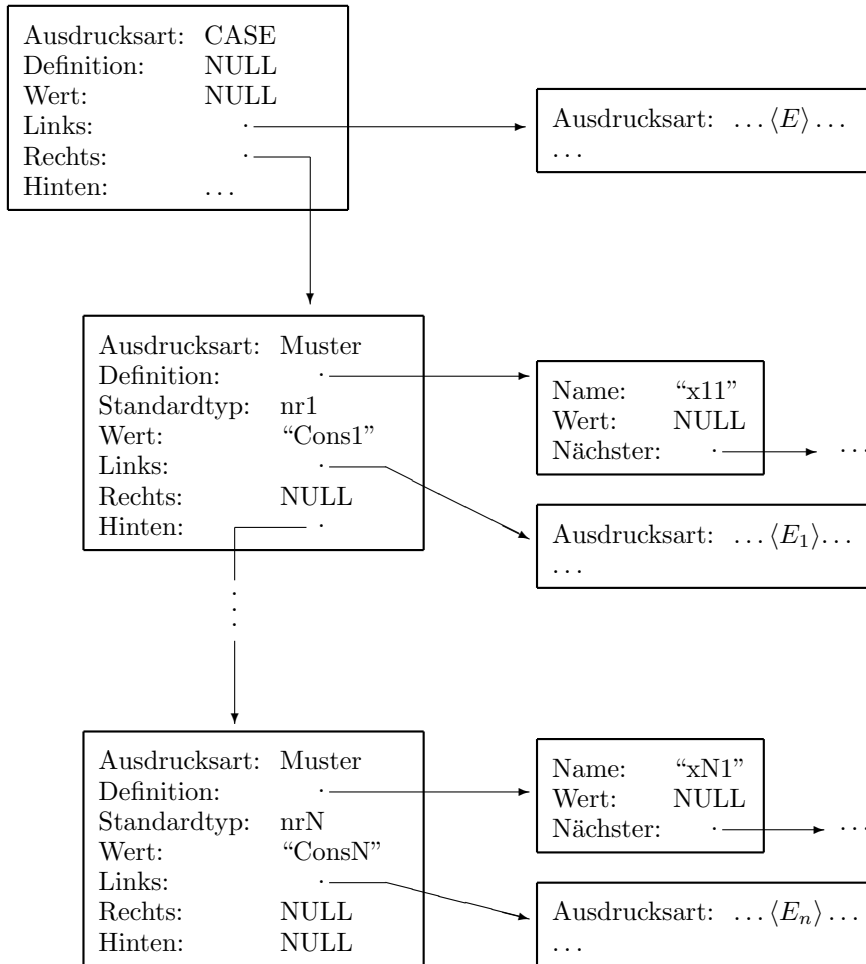 Ausdrucksart: CASE
Definition: NULL
Wert: NULL
Links: ·
Rechts: ·
Hinten: ...
Ausdrucksart: ... ⟨E⟩ ...
...
Ausdrucksart: Muster
Definition: ·
Standardtyp: nr1
Wert: “Cons1”
Links: ·
Rechts: NULL
Hinten: ·
Name: “x11”
Wert: NULL
Nächster: · ...
Ausdrucksart: ... ⟨E₁⟩ ...
...
Ausdrucksart: Muster
Definition: ·
Standardtyp: nrN
Wert: “ConsN”
Links: ·
Rechts: NULL
Hinten: NULL
Name: “xN1”
Wert: NULL
Nächster: · ...
Ausdrucksart: ... ⟨Eₙ⟩ ...
...